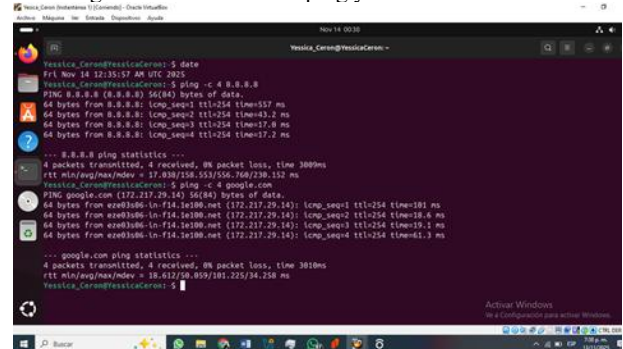 Yessica_Ceron (Instantánea 1) [Corriendo] - Oracle VirtualBox
Archivo Máquina Ver Entrada Dispositivos Ayuda
Nov 14 00:36
Yessica_Ceron@YessicaCeron: ~
Yessica_Ceron@YessicaCeron:~$ date
Fri Nov 14 12:35:57 AM UTC 2025
Yessica_Ceron@YessicaCeron:~$ ping -c 4 8.8.8.8
PING 8.8.8.8 (8.8.8.8) 56(84) bytes of data.
64 bytes from 8.8.8.8: icmp_seq=1 ttl=254 time=557 ms
64 bytes from 8.8.8.8: icmp_seq=2 ttl=254 time=43.2 ms
64 bytes from 8.8.8.8: icmp_seq=3 ttl=254 time=17.0 ms
64 bytes from 8.8.8.8: icmp_seq=4 ttl=254 time=17.2 ms
--- 8.8.8.8 ping statistics ---
4 packets transmitted, 4 received, 0% packet loss, time 3009ms
rtt min/avg/max/mdev = 17.038/158.553/556.760/230.152 ms
Yessica_Ceron@YessicaCeron:~$ ping -c 4 google.com
PING google.com (172.217.29.14) 56(84) bytes of data.
64 bytes from eze03s06-in-f14.1e100.net (172.217.29.14): icmp_seq=1 ttl=254 time=101 ms
64 bytes from eze03s06-in-f14.1e100.net (172.217.29.14): icmp_seq=2 ttl=254 time=18.6 ms
64 bytes from eze03s06-in-f14.1e100.net (172.217.29.14): icmp_seq=3 ttl=254 time=19.1 ms
64 bytes from eze03s06-in-f14.1e100.net (172.217.29.14): icmp_seq=4 ttl=254 time=61.3 ms
--- google.com ping statistics ---
4 packets transmitted, 4 received, 0% packet loss, time 3010ms
rtt min/avg/max/mdev = 18.612/50.059/101.225/34.258 ms
Yessica_Ceron@YessicaCeron:~$
Activar Windows
Ve a Configuración para activar Windows.
Buscar
ESP
7:38 p. m.
13/11/2025